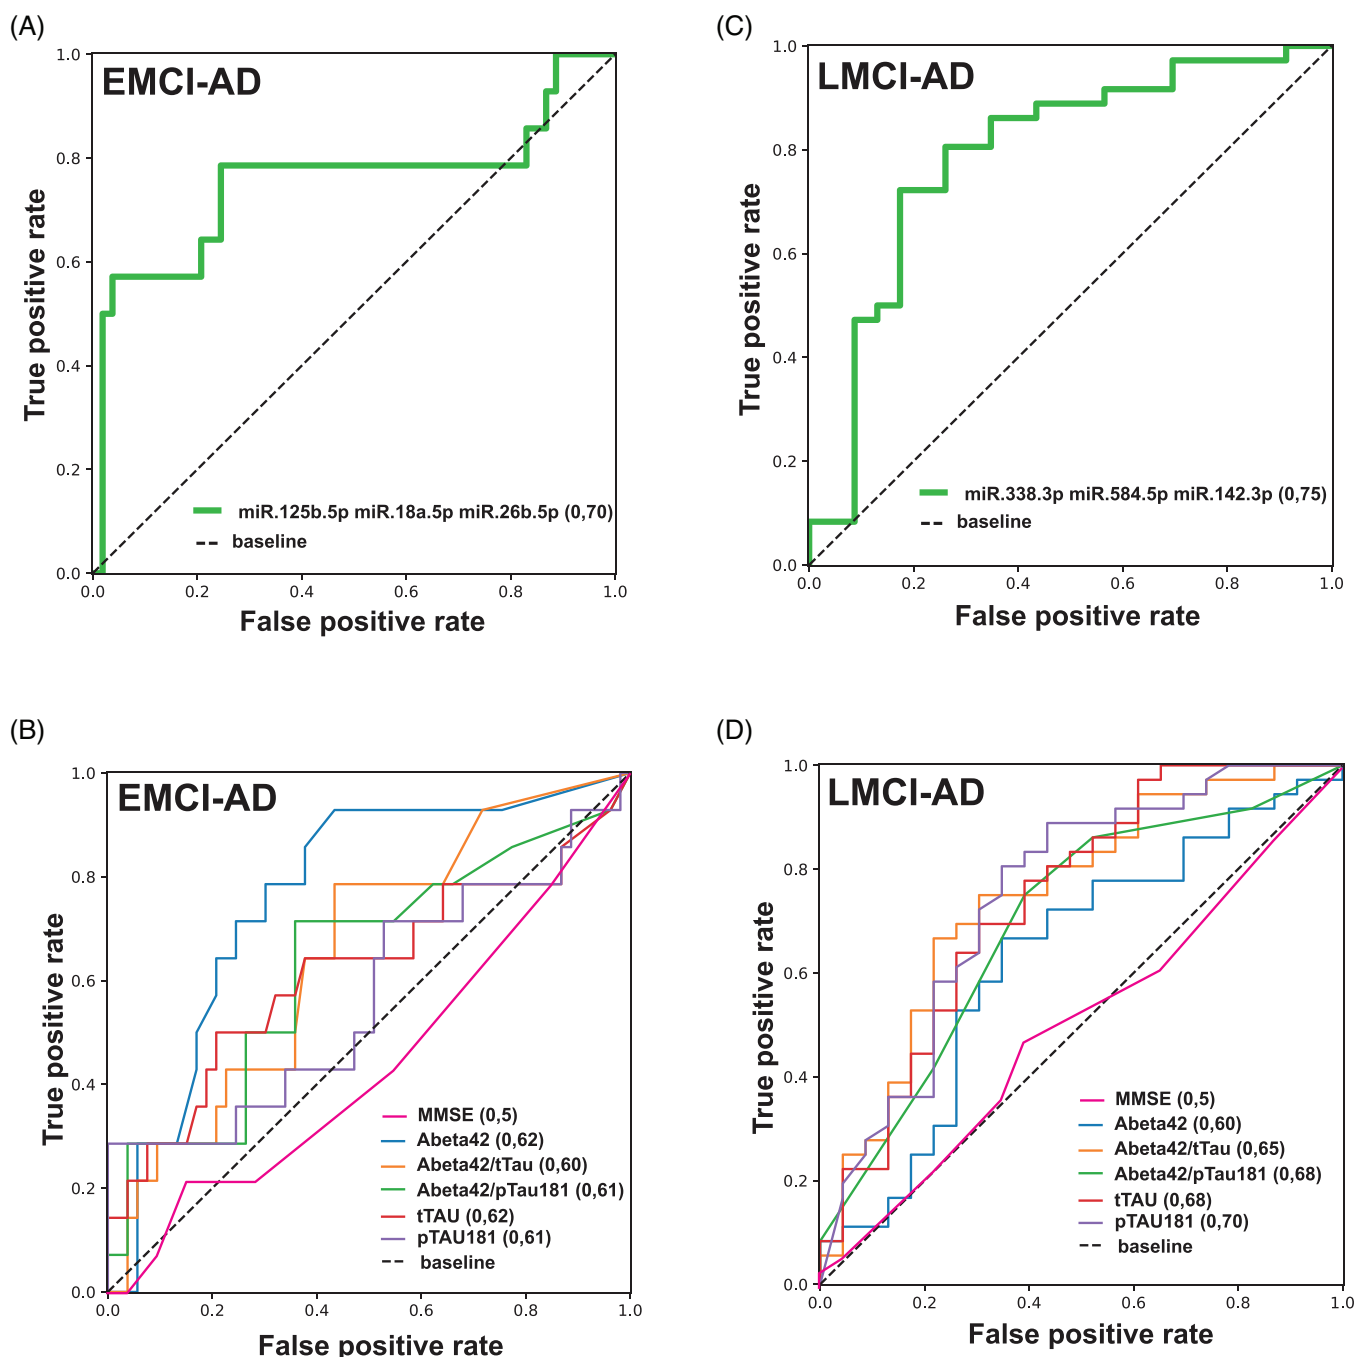 (A)
EMCI-AD
True positive rate
1.0
0.8
0.6
0.4
0.2
0.0
miR.125b.5p miR.18a.5p miR.26b.5p (0,70)
baseline
0.0 0.2 0.4 0.6 0.8 1.0
False positive rate
(C)
LMCI-AD
True positive rate
1.0
0.8
0.6
0.4
0.2
0.0
miR.338.3p miR.584.5p miR.142.3p (0,75)
baseline
0.0 0.2 0.4 0.6 0.8 1.0
False positive rate
(B)
EMCI-AD
True positive rate
1.0
0.8
0.6
0.4
0.2
0.0
MMSE (0,5)
Abeta42 (0,62)
Abeta42/tTau (0,60)
Abeta42/pTau181 (0,61)
tTAU (0,62)
pTAU181 (0,61)
baseline
0.0 0.2 0.4 0.6 0.8 1.0
False positive rate
(D)
LMCI-AD
True positive rate
1.0
0.8
0.6
0.4
0.2
0.0
MMSE (0,5)
Abeta42 (0,60)
Abeta42/tTau (0,65)
Abeta42/pTau181 (0,68)
tTAU (0,68)
pTAU181 (0,70)
baseline
0.0 0.2 0.4 0.6 0.8 1.0
False positive rate